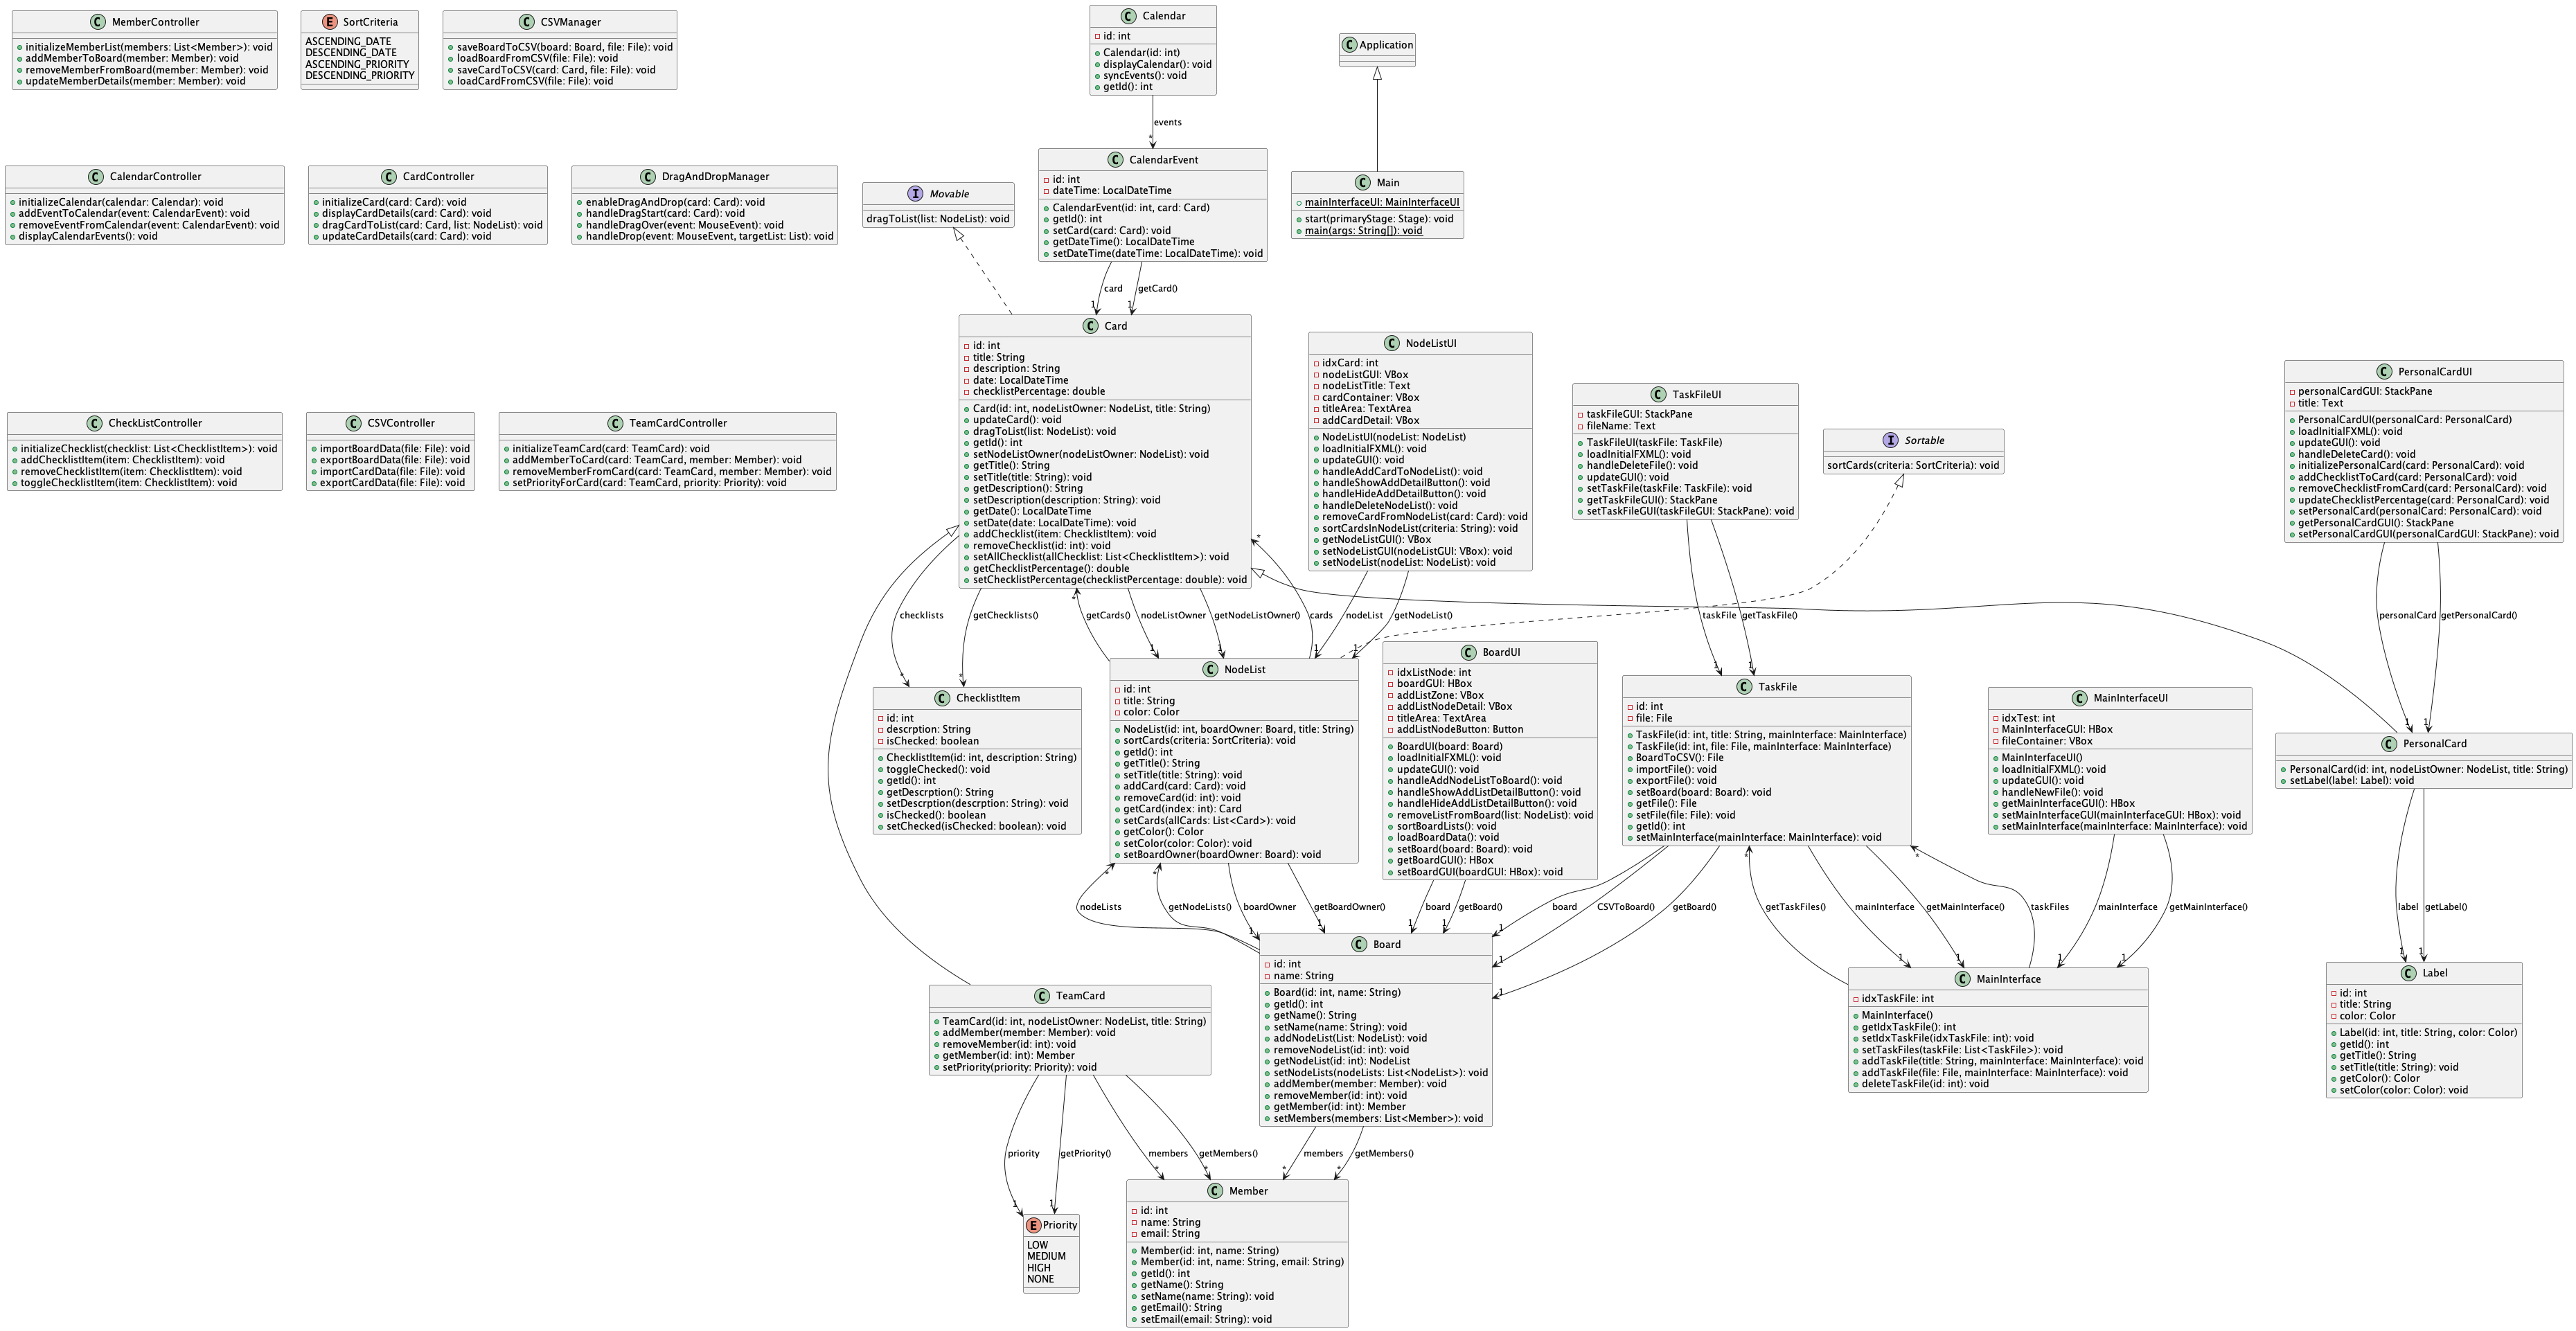 MemberController
initializeMemberList(members: List<Member>): void
addMemberToBoard(member: Member): void
removeMemberFromBoard(member: Member): void
updateMemberDetails(member: Member): void
E SortCriteria
ASCENDING_DATE
DESCENDING_DATE
ASCENDING_PRIORITY
DESCENDING_PRIORITY
C CSVManager
saveBoardToCSV(board: Board, file: File): void
loadBoardFromCSV(file: File): void
saveCardToCSV(card: Card, file: File): void
loadCardFromCSV(file: File): void
C Calendar
id: int
Calendar(id: int)
displayCalendar(): void
syncEvents(): void
getId(): int
C Application
events
*
C CalendarController
initializeCalendar(calendar: Calendar): void
addEventToCalendar(event: CalendarEvent): void
removeEventFromCalendar(event: CalendarEvent): void
displayCalendarEvents(): void
C CardController
initializeCard(card: Card): void
displayCardDetails(card: Card): void
dragCardToList(card: Card, list: NodeList): void
updateCardDetails(card: Card): void
C DragAndDropManager
enableDragAndDrop(card: Card): void
handleDragStart(card: Card): void
handleDragOver(event: MouseEvent): void
handleDrop(event: MouseEvent, targetList: List): void
I Movable
dragToList(list: NodeList): void
C CalendarEvent
id: int
dateTime: LocalDateTime
CalendarEvent(id: int, card: Card)
getId(): int
setCard(card: Card): void
getDateTime(): LocalDateTime
setDateTime(dateTime: LocalDateTime): void
C Main
mainInterfaceUI: MainInterfaceUI
start(primaryStage: Stage): void
main(args: String[]): void
card
getCard()
1
1
C CheckListController
initializeChecklist(checklist: List<ChecklistItem>): void
addChecklistItem(item: ChecklistItem): void
removeChecklistItem(item: ChecklistItem): void
toggleChecklistItem(item: ChecklistItem): void
C CSVController
importBoardData(file: File): void
exportBoardData(file: File): void
importCardData(file: File): void
exportCardData(file: File): void
C TeamCardController
initializeTeamCard(card: TeamCard): void
addMemberToCard(card: TeamCard, member: Member): void
removeMemberFromCard(card: TeamCard, member: Member): void
setPriorityForCard(card: TeamCard, priority: Priority): void
C Card
id: int
title: String
description: String
date: LocalDateTime
checklistPercentage: double
Card(id: int, nodeListOwner: NodeList, title: String)
updateCard(): void
dragToList(list: NodeList): void
getId(): int
setNodeListOwner(nodeListOwner: NodeList): void
getTitle(): String
setTitle(title: String): void
getDescription(): String
setDescription(description: String): void
getDate(): LocalDateTime
setDate(date: LocalDateTime): void
addChecklist(item: ChecklistItem): void
removeChecklist(id: int): void
setAllChecklist(allChecklist: List<ChecklistItem>): void
getChecklistPercentage(): double
setChecklistPercentage(checklistPercentage: double): void
C NodeListUI
idxCard: int
nodeListGUI: VBox
nodeListTitle: Text
cardContainer: VBox
titleArea: TextArea
addCardDetail: VBox
NodeListUI(nodeList: NodeList)
loadInitialFXML(): void
updateGUI(): void
handleAddCardToNodeList(): void
handleShowAddDetailButton(): void
handleHideAddDetailButton(): void
handleDeleteNodeList(): void
removeCardFromNodeList(card: Card): void
sortCardsInNodeList(criteria: String): void
getNodeListGUI(): VBox
setNodeListGUI(nodeListGUI: VBox): void
setNodeList(nodeList: NodeList): void
C TaskFileUI
taskFileGUI: StackPane
fileName: Text
TaskFileUI(taskFile: TaskFile)
loadInitialFXML(): void
handleDeleteFile(): void
updateGUI(): void
setTaskFile(taskFile: TaskFile): void
getTaskFileGUI(): StackPane
setTaskFileGUI(taskFileGUI: StackPane): void
I Sortable
sortCards(criteria: SortCriteria): void
C PersonalCardUI
personalCardGUI: StackPane
title: Text
PersonalCardUI(personalCard: PersonalCard)
loadInitialFXML(): void
updateGUI(): void
handleDeleteCard(): void
initializePersonalCard(card: PersonalCard): void
addChecklistToCard(card: PersonalCard): void
removeChecklistFromCard(card: PersonalCard): void
updateChecklistPercentage(card: PersonalCard): void
setPersonalCard(personalCard: PersonalCard): void
getPersonalCardGUI(): StackPane
setPersonalCardGUI(personalCardGUI: StackPane): void
checklists
getChecklists()
getCards()
nodeListOwner
getNodeListOwner()
cards
nodeList
getNodeList()
taskFile
getTaskFile()
personalCard
getPersonalCard()
C ChecklistItem
id: int
descrption: String
isChecked: boolean
ChecklistItem(id: int, description: String)
toggleChecked(): void
getId(): int
getDescrption(): String
setDescrption(descrption: String): void
isChecked(): boolean
setChecked(isChecked: boolean): void
C NodeList
id: int
title: String
color: Color
NodeList(id: int, boardOwner: Board, title: String)
sortCards(criteria: SortCriteria): void
getId(): int
getTitle(): String
setTitle(title: String): void
addCard(card: Card): void
removeCard(id: int): void
getCard(index: int): Card
setCards(allCards: List<Card>): void
getColor(): Color
setColor(color: Color): void
setBoardOwner(boardOwner: Board): void
C BoardUI
idxListNode: int
boardGUI: HBox
addListZone: VBox
addListNodeDetail: VBox
titleArea: TextArea
addListNodeButton: Button
BoardUI(board: Board)
loadInitialFXML(): void
updateGUI(): void
handleAddNodeListToBoard(): void
handleShowAddListDetailButton(): void
handleHideAddListDetailButton(): void
removeListFromBoard(list: NodeList): void
sortBoardLists(): void
loadBoardData(): void
setBoard(board: Board): void
getBoardGUI(): HBox
setBoardGUI(boardGUI: HBox): void
C TaskFile
id: int
file: File
TaskFile(id: int, title: String, mainInterface: MainInterface)
TaskFile(id: int, file: File, mainInterface: MainInterface)
BoardToCSV(): File
importFile(): void
exportFile(): void
setBoard(board: Board): void
getFile(): File
setFile(file: File): void
getId(): int
setMainInterface(mainInterface: MainInterface): void
C MainInterfaceUI
idxTest: int
MainInterfaceGUI: HBox
fileContainer: VBox
MainInterfaceUI()
loadInitialFXML(): void
updateGUI(): void
handleNewFile(): void
getMainInterfaceGUI(): HBox
setMainInterfaceGUI(mainInterfaceGUI: HBox): void
setMainInterface(mainInterface: MainInterface): void
C PersonalCard
PersonalCard(id: int, nodeListOwner: NodeList, title: String)
setLabel(label: Label): void
nodeLists
getNodeLists()
boardOwner
getBoardOwner()
board
getBoard()
board
CSVToBoard()
getBoard()
getTaskFiles()
mainInterface
getMainInterface()
taskFiles
mainInterface
getMainInterface()
label
getLabel()
C TeamCard
TeamCard(id: int, nodeListOwner: NodeList, title: String)
addMember(member: Member): void
removeMember(id: int): void
getMember(id: int): Member
setPriority(priority: Priority): void
C Board
id: int
name: String
Board(id: int, name: String)
getId(): int
getName(): String
setName(name: String): void
addNodeList(List: NodeList): void
removeNodeList(id: int): void
getNodeList(id: int): NodeList
setNodeLists(nodeLists: List<NodeList>): void
addMember(member: Member): void
removeMember(id: int): void
getMember(id: int): Member
setMembers(members: List<Member>): void
C MainInterface
idxTaskFile: int
MainInterface()
getIdxTaskFile(): int
setIdxTaskFile(idxTaskFile: int): void
setTaskFiles(taskFile: List<TaskFile>): void
addTaskFile(title: String, mainInterface: MainInterface): void
addTaskFile(file: File, mainInterface: MainInterface): void
deleteTaskFile(id: int): void
C Label
id: int
title: String
color: Color
Label(id: int, title: String, color: Color)
getId(): int
getTitle(): String
setTitle(title: String): void
getColor(): Color
setColor(color: Color): void
priority
getPriority()
members
getMembers()
members
getMembers()
E Priority
LOW
MEDIUM
HIGH
NONE
C Member
id: int
name: String
email: String
Member(id: int, name: String)
Member(id: int, name: String, email: String)
getId(): int
getName(): String
setName(name: String): void
getEmail(): String
setEmail(email: String): void